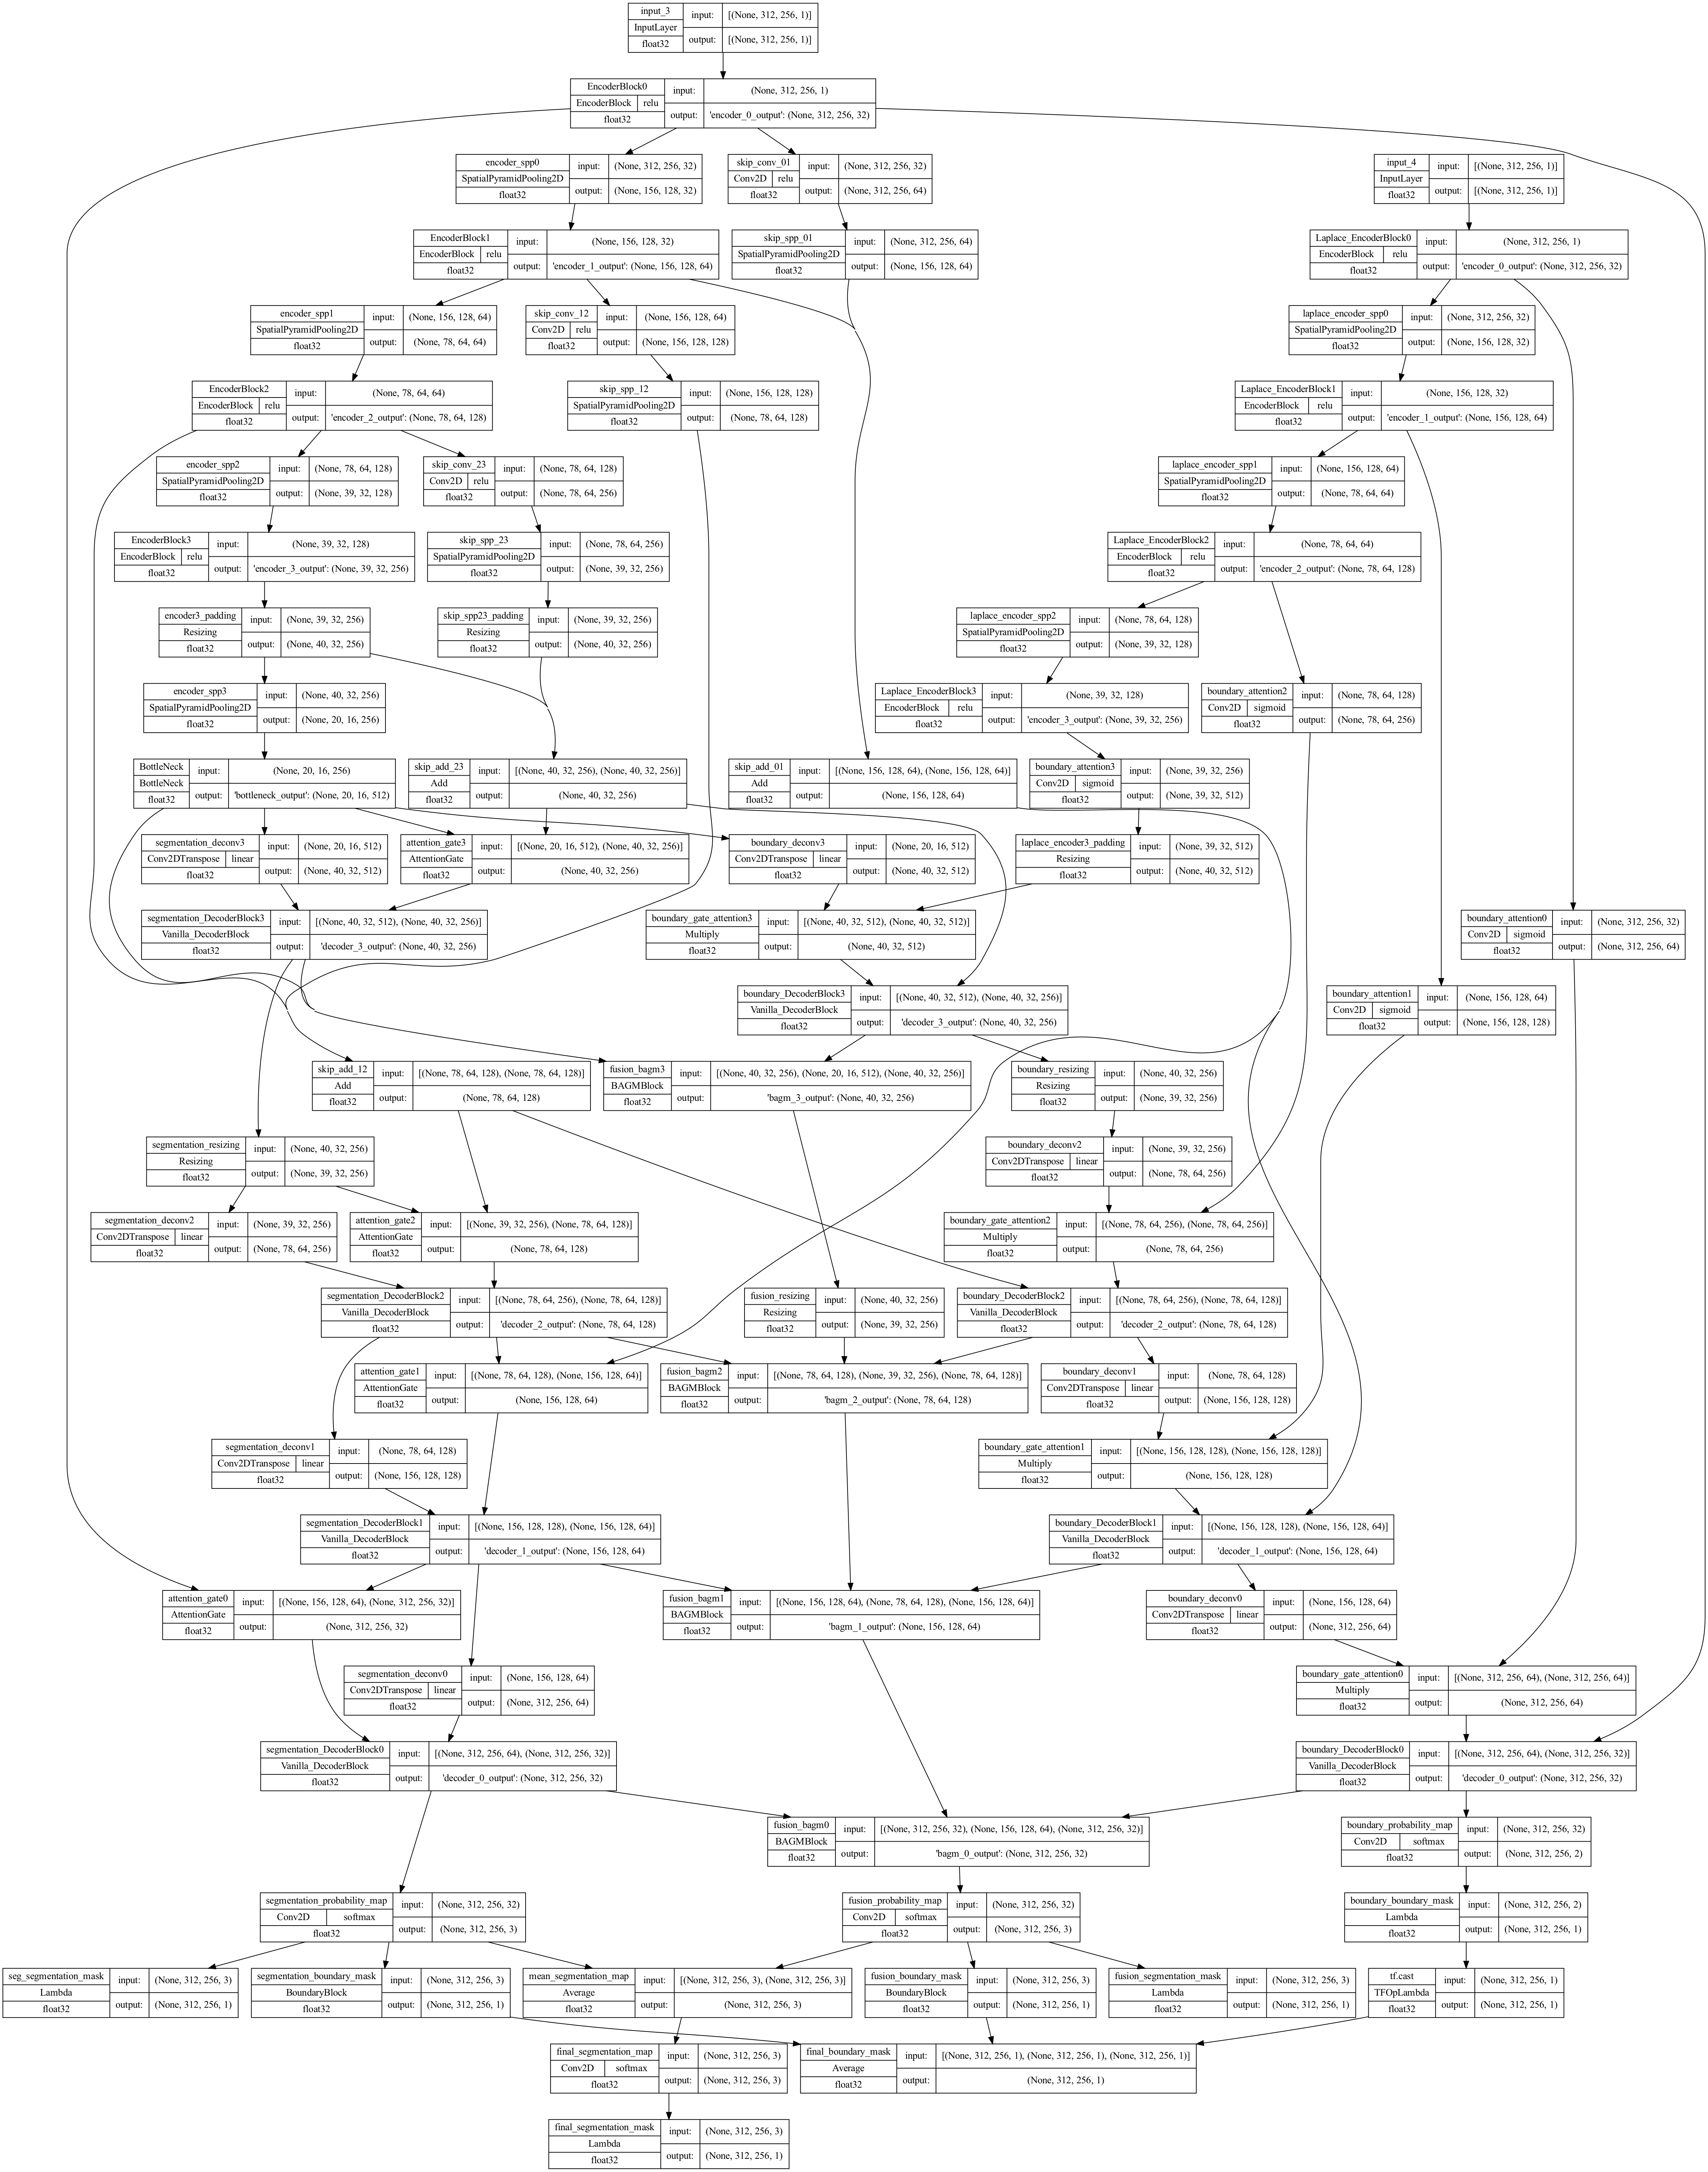 input_3
InputLayer
float32
input:
[(None, 312, 256, 1)]
output:
[(None, 312, 256, 1)]
EncoderBlock0
EncoderBlock
relu
float32
input:
(None, 312, 256, 1)
output:
'encoder_0_output': (None, 312, 256, 32)
encoder_spp0
SpatialPyramidPooling2D
float32
input:
(None, 312, 256, 32)
output:
(None, 156, 128, 32)
skip_conv_01
Conv2D
relu
float32
input:
(None, 312, 256, 32)
output:
(None, 312, 256, 64)
input_4
InputLayer
float32
input:
[(None, 312, 256, 1)]
output:
[(None, 312, 256, 1)]
EncoderBlock1
EncoderBlock
relu
float32
input:
(None, 156, 128, 32)
output:
'encoder_1_output': (None, 156, 128, 64)
skip_spp_01
SpatialPyramidPooling2D
float32
input:
(None, 312, 256, 64)
output:
(None, 156, 128, 64)
Laplace_EncoderBlock0
EncoderBlock
relu
float32
input:
(None, 312, 256, 1)
output:
'encoder_0_output': (None, 312, 256, 32)
encoder_spp1
SpatialPyramidPooling2D
float32
input:
(None, 156, 128, 64)
output:
(None, 78, 64, 64)
skip_conv_12
Conv2D
relu
float32
input:
(None, 156, 128, 64)
output:
(None, 156, 128, 128)
laplace_encoder_spp0
SpatialPyramidPooling2D
float32
input:
(None, 312, 256, 32)
output:
(None, 156, 128, 32)
EncoderBlock2
EncoderBlock
relu
float32
input:
(None, 78, 64, 64)
output:
'encoder_2_output': (None, 78, 64, 128)
skip_spp_12
SpatialPyramidPooling2D
float32
input:
(None, 156, 128, 128)
output:
(None, 78, 64, 128)
Laplace_EncoderBlock1
EncoderBlock
relu
float32
input:
(None, 156, 128, 32)
output:
'encoder_1_output': (None, 156, 128, 64)
encoder_spp2
SpatialPyramidPooling2D
float32
input:
(None, 78, 64, 128)
output:
(None, 39, 32, 128)
skip_conv_23
Conv2D
relu
float32
input:
(None, 78, 64, 128)
output:
(None, 78, 64, 256)
laplace_encoder_spp1
SpatialPyramidPooling2D
float32
input:
(None, 156, 128, 64)
output:
(None, 78, 64, 64)
EncoderBlock3
EncoderBlock
relu
float32
input:
(None, 39, 32, 128)
output:
'encoder_3_output': (None, 39, 32, 256)
skip_spp_23
SpatialPyramidPooling2D
float32
input:
(None, 78, 64, 256)
output:
(None, 39, 32, 256)
Laplace_EncoderBlock2
EncoderBlock
relu
float32
input:
(None, 78, 64, 64)
output:
'encoder_2_output': (None, 78, 64, 128)
encoder3_padding
Resizing
float32
input:
(None, 39, 32, 256)
output:
(None, 40, 32, 256)
skip_spp23_padding
Resizing
float32
input:
(None, 39, 32, 256)
output:
(None, 40, 32, 256)
laplace_encoder_spp2
SpatialPyramidPooling2D
float32
input:
(None, 78, 64, 128)
output:
(None, 39, 32, 128)
encoder_spp3
SpatialPyramidPooling2D
float32
input:
(None, 40, 32, 256)
output:
(None, 20, 16, 256)
Laplace_EncoderBlock3
EncoderBlock
relu
float32
input:
(None, 39, 32, 128)
output:
'encoder_3_output': (None, 39, 32, 256)
boundary_attention2
Conv2D
sigmoid
float32
input:
(None, 78, 64, 128)
output:
(None, 78, 64, 256)
BottleNeck
BottleNeck
float32
input:
(None, 20, 16, 256)
output:
'bottleneck_output': (None, 20, 16, 512)
skip_add_23
Add
float32
input:
[(None, 40, 32, 256), (None, 40, 32, 256)]
output:
(None, 40, 32, 256)
skip_add_01
Add
float32
input:
[(None, 156, 128, 64), (None, 156, 128, 64)]
output:
(None, 156, 128, 64)
boundary_attention3
Conv2D
sigmoid
float32
input:
(None, 39, 32, 256)
output:
(None, 39, 32, 512)
segmentation_deconv3
Conv2DTranspose
linear
float32
input:
(None, 20, 16, 512)
output:
(None, 40, 32, 512)
attention_gate3
AttentionGate
float32
input:
[(None, 20, 16, 512), (None, 40, 32, 256)]
output:
(None, 40, 32, 256)
boundary_deconv3
Conv2DTranspose
linear
float32
input:
(None, 20, 16, 512)
output:
(None, 40, 32, 512)
laplace_encoder3_padding
Resizing
float32
input:
(None, 39, 32, 512)
output:
(None, 40, 32, 512)
segmentation_DecoderBlock3
Vanilla_DecoderBlock
float32
input:
[(None, 40, 32, 512), (None, 40, 32, 256)]
output:
'decoder_3_output': (None, 40, 32, 256)
boundary_gate_attention3
Multiply
float32
input:
[(None, 40, 32, 512), (None, 40, 32, 512)]
output:
(None, 40, 32, 512)
boundary_attention0
Conv2D
sigmoid
float32
input:
(None, 312, 256, 32)
output:
(None, 312, 256, 64)
boundary_DecoderBlock3
Vanilla_DecoderBlock
float32
input:
[(None, 40, 32, 512), (None, 40, 32, 256)]
output:
'decoder_3_output': (None, 40, 32, 256)
boundary_attention1
Conv2D
sigmoid
float32
input:
(None, 156, 128, 64)
output:
(None, 156, 128, 128)
skip_add_12
Add
float32
input:
[(None, 78, 64, 128), (None, 78, 64, 128)]
output:
(None, 78, 64, 128)
fusion_bagm3
BAGMBlock
float32
input:
[(None, 40, 32, 256), (None, 20, 16, 512), (None, 40, 32, 256)]
output:
'bagm_3_output': (None, 40, 32, 256)
boundary_resizing
Resizing
float32
input:
(None, 40, 32, 256)
output:
(None, 39, 32, 256)
segmentation_resizing
Resizing
float32
input:
(None, 40, 32, 256)
output:
(None, 39, 32, 256)
boundary_deconv2
Conv2DTranspose
linear
float32
input:
(None, 39, 32, 256)
output:
(None, 78, 64, 256)
segmentation_deconv2
Conv2DTranspose
linear
float32
input:
(None, 39, 32, 256)
output:
(None, 78, 64, 256)
attention_gate2
AttentionGate
float32
input:
[(None, 39, 32, 256), (None, 78, 64, 128)]
output:
(None, 78, 64, 128)
boundary_gate_attention2
Multiply
float32
input:
[(None, 78, 64, 256), (None, 78, 64, 256)]
output:
(None, 78, 64, 256)
segmentation_DecoderBlock2
Vanilla_DecoderBlock
float32
input:
[(None, 78, 64, 256), (None, 78, 64, 128)]
output:
'decoder_2_output': (None, 78, 64, 128)
fusion_resizing
Resizing
float32
input:
(None, 40, 32, 256)
output:
(None, 39, 32, 256)
boundary_DecoderBlock2
Vanilla_DecoderBlock
float32
input:
[(None, 78, 64, 256), (None, 78, 64, 128)]
output:
'decoder_2_output': (None, 78, 64, 128)
attention_gate1
AttentionGate
float32
input:
[(None, 78, 64, 128), (None, 156, 128, 64)]
output:
(None, 156, 128, 64)
fusion_bagm2
BAGMBlock
float32
input:
[(None, 78, 64, 128), (None, 39, 32, 256), (None, 78, 64, 128)]
output:
'bagm_2_output': (None, 78, 64, 128)
boundary_deconv1
Conv2DTranspose
linear
float32
input:
(None, 78, 64, 128)
output:
(None, 156, 128, 128)
segmentation_deconv1
Conv2DTranspose
linear
float32
input:
(None, 78, 64, 128)
output:
(None, 156, 128, 128)
boundary_gate_attention1
Multiply
float32
input:
[(None, 156, 128, 128), (None, 156, 128, 128)]
output:
(None, 156, 128, 128)
segmentation_DecoderBlock1
Vanilla_DecoderBlock
float32
input:
[(None, 156, 128, 128), (None, 156, 128, 64)]
output:
'decoder_1_output': (None, 156, 128, 64)
boundary_DecoderBlock1
Vanilla_DecoderBlock
float32
input:
[(None, 156, 128, 128), (None, 156, 128, 64)]
output:
'decoder_1_output': (None, 156, 128, 64)
attention_gate0
AttentionGate
float32
input:
[(None, 156, 128, 64), (None, 312, 256, 32)]
output:
(None, 312, 256, 32)
fusion_bagm1
BAGMBlock
float32
input:
[(None, 156, 128, 64), (None, 78, 64, 128), (None, 156, 128, 64)]
output:
'bagm_1_output': (None, 156, 128, 64)
boundary_deconv0
Conv2DTranspose
linear
float32
input:
(None, 156, 128, 64)
output:
(None, 312, 256, 64)
segmentation_deconv0
Conv2DTranspose
linear
float32
input:
(None, 156, 128, 64)
output:
(None, 312, 256, 64)
boundary_gate_attention0
Multiply
float32
input:
[(None, 312, 256, 64), (None, 312, 256, 64)]
output:
(None, 312, 256, 64)
segmentation_DecoderBlock0
Vanilla_DecoderBlock
float32
input:
[(None, 312, 256, 64), (None, 312, 256, 32)]
output:
'decoder_0_output': (None, 312, 256, 32)
boundary_DecoderBlock0
Vanilla_DecoderBlock
float32
input:
[(None, 312, 256, 64), (None, 312, 256, 32)]
output:
'decoder_0_output': (None, 312, 256, 32)
fusion_bagm0
BAGMBlock
float32
input:
[(None, 312, 256, 32), (None, 156, 128, 64), (None, 312, 256, 32)]
output:
'bagm_0_output': (None, 312, 256, 32)
boundary_probability_map
Conv2D
softmax
float32
input:
(None, 312, 256, 32)
output:
(None, 312, 256, 2)
segmentation_probability_map
Conv2D
softmax
float32
input:
(None, 312, 256, 32)
output:
(None, 312, 256, 3)
fusion_probability_map
Conv2D
softmax
float32
input:
(None, 312, 256, 32)
output:
(None, 312, 256, 3)
boundary_boundary_mask
Lambda
float32
input:
(None, 312, 256, 2)
output:
(None, 312, 256, 1)
seg_segmentation_mask
Lambda
float32
input:
(None, 312, 256, 3)
output:
(None, 312, 256, 1)
segmentation_boundary_mask
BoundaryBlock
float32
input:
(None, 312, 256, 3)
output:
(None, 312, 256, 1)
mean_segmentation_map
Average
float32
input:
[(None, 312, 256, 3), (None, 312, 256, 3)]
output:
(None, 312, 256, 3)
fusion_boundary_mask
BoundaryBlock
float32
input:
(None, 312, 256, 3)
output:
(None, 312, 256, 1)
fusion_segmentation_mask
Lambda
float32
input:
(None, 312, 256, 3)
output:
(None, 312, 256, 1)
tf.cast
TFOpLambda
float32
input:
(None, 312, 256, 1)
output:
(None, 312, 256, 1)
final_segmentation_map
Conv2D
softmax
float32
input:
(None, 312, 256, 3)
output:
(None, 312, 256, 3)
final_boundary_mask
Average
float32
input:
[(None, 312, 256, 1), (None, 312, 256, 1), (None, 312, 256, 1)]
output:
(None, 312, 256, 1)
final_segmentation_mask
Lambda
float32
input:
(None, 312, 256, 3)
output:
(None, 312, 256, 1)